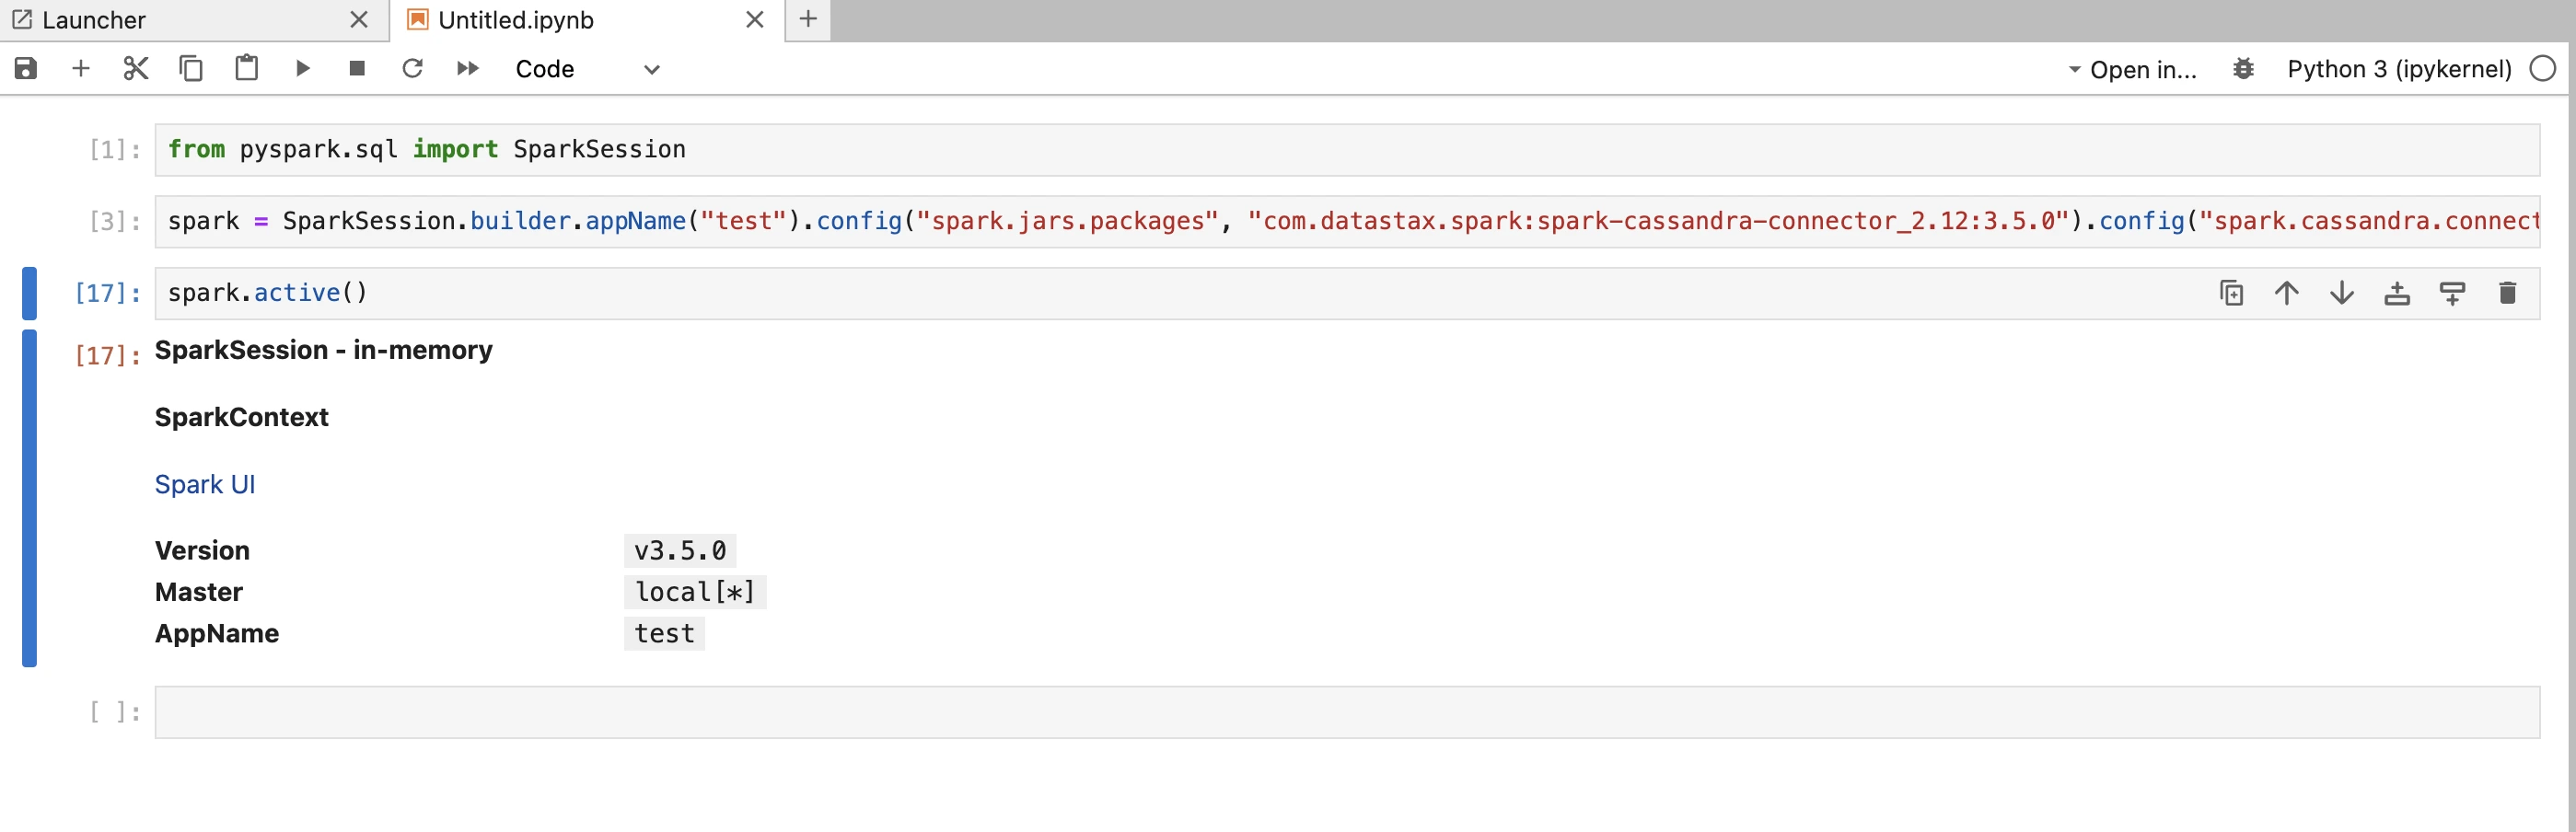 Launcher
Untitled.ipynb
Code
Open in...
Python 3 (ipykernel)
[1]: from pyspark.sql import SparkSession
[3]: spark = SparkSession.builder.appName("test").config("spark.jars.packages", "com.datastax.spark:spark-cassandra-connector_2.12:3.5.0").config("spark.cassandra.connect
[17]: spark.active()
[17]: SparkSession - in-memory
SparkContext
Spark UI
Version v3.5.0
Master local[*]
AppName test
[ ]: